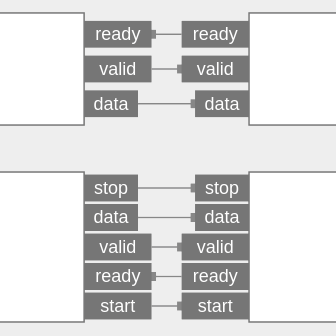 ready ready
valid valid
data data
stop stop
data data
valid valid
ready ready
start start